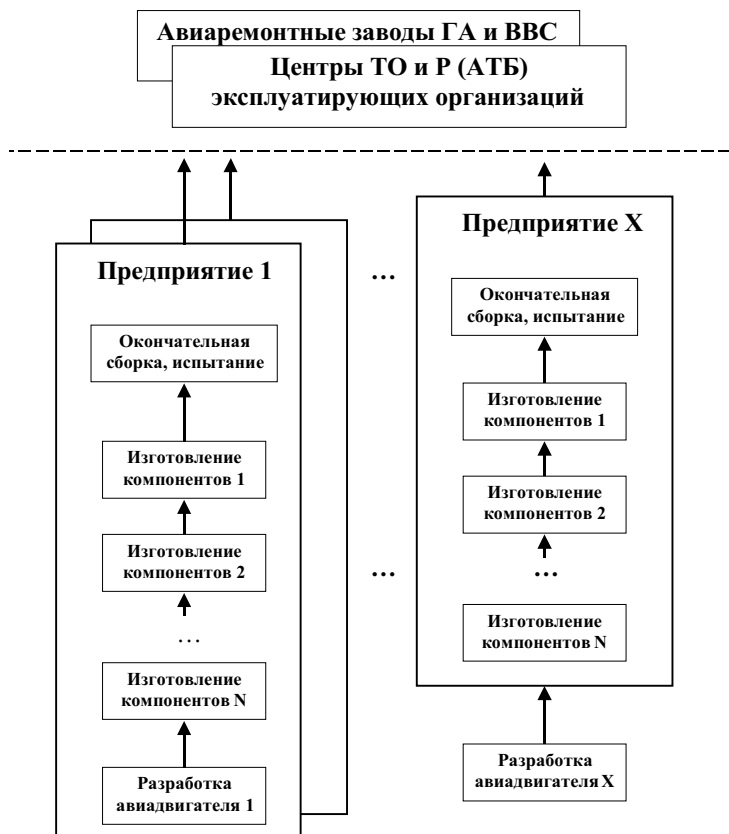 Авиаремонтные заводы ГА и ВВС
Центры ТО и Р (АТБ)
эксплуатирующих организаций
Предприятие 1
Окончательная
сборка, испытание
Изготовление
компонентов 1
Изготовление
компонентов 2
...
Изготовление
компонентов N
Разработка
авиадвигателя 1
...
...
Предприятие X
Окончательная
сборка, испытание
Изготовление
компонентов 1
Изготовление
компонентов 2
...
Изготовление
компонентов N
Разработка
авиадвигателя X